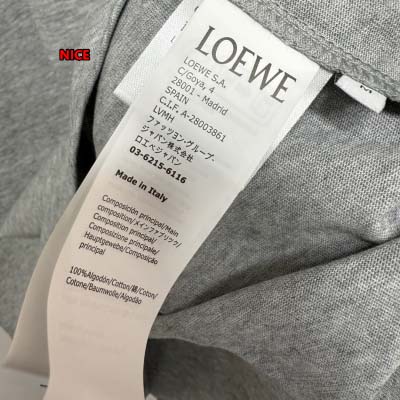 NICE
LOEWE
LOEWE S.A.
C/Goya, 4
28001 - Madrid
SPAIN
C.I.F. A-28003861
LVMH
ファッション・グループ・
ジャパン株式会社
ロエベジャパン
03-6215-6116
Made in Italy
Composición principal/Main
composition/メインファブリック/
Composition principal/
Composizione principale/
Hauptgewebe/Composição
principal
100%Algodón/Cotton/綿/Coton/
Cotone/Baumwolle/Algodão
M